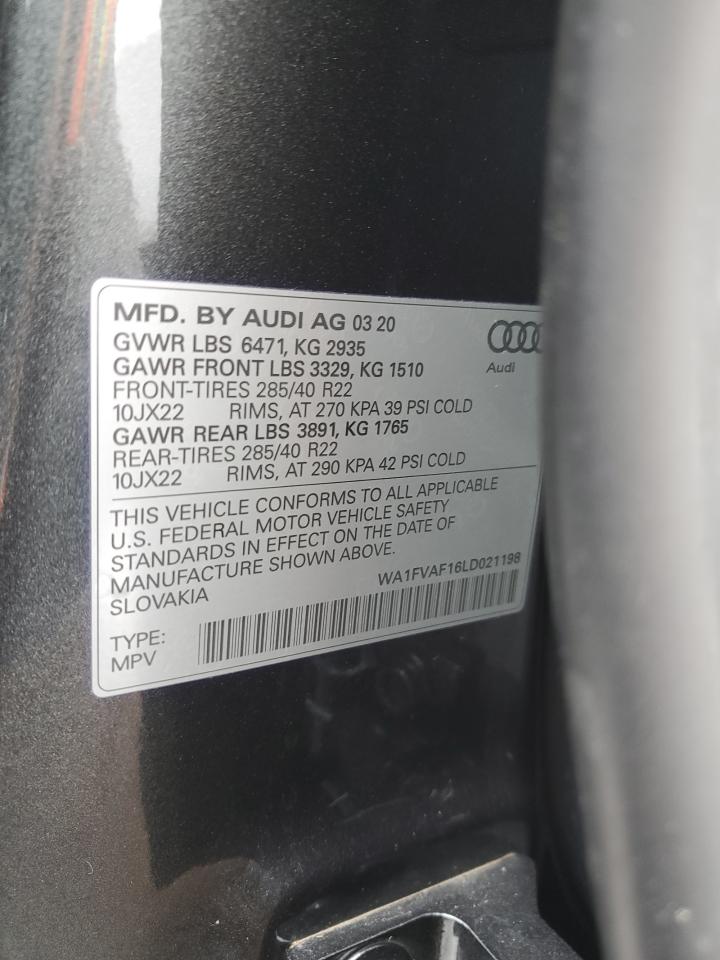 MFD. BY AUDI AG 03 20
GVWR LBS 6471, KG 2935
GAWR FRONT LBS 3329, KG 1510
FRONT-TIRES 285/40 R22
10JX22 RIMS, AT 270 KPA 39 PSI COLD
GAWR REAR LBS 3891, KG 1765
REAR-TIRES 285/40 R22
10JX22 RIMS, AT 290 KPA 42 PSI COLD
Audi
THIS VEHICLE CONFORMS TO ALL APPLICABLE
U.S. FEDERAL MOTOR VEHICLE SAFETY
STANDARDS IN EFFECT ON THE DATE OF
MANUFACTURE SHOWN ABOVE.
SLOVAKIA
WA1FVAF16LD021198
TYPE:
MPV